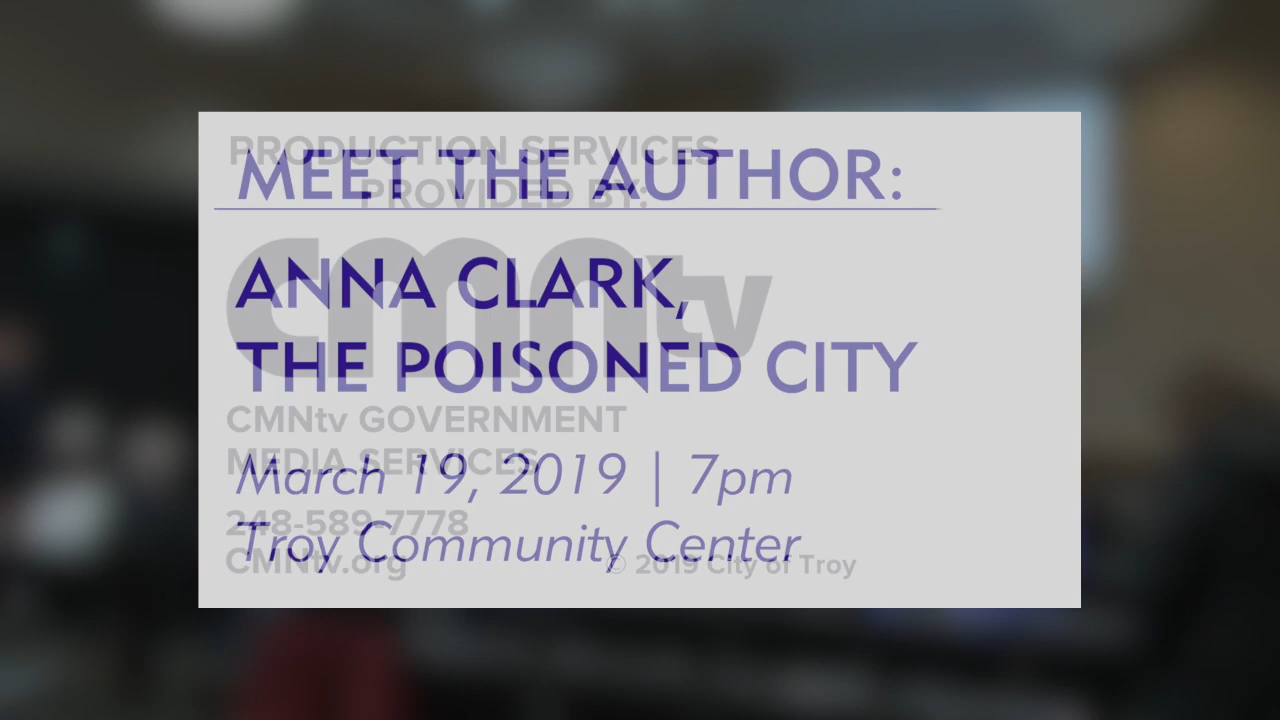 MEET THE AUTHOR:
ANNA CLARK,
THE POISONED CITY
March 19, 2019 | 7pm
Troy Community Center
PRODUCTION SERVICES
PROVIDED BY:
cmntv
CMNtv GOVERNMENT
MEDIA SERVICES
248-589-7778
CMNtv.org
© 2019 City of Troy